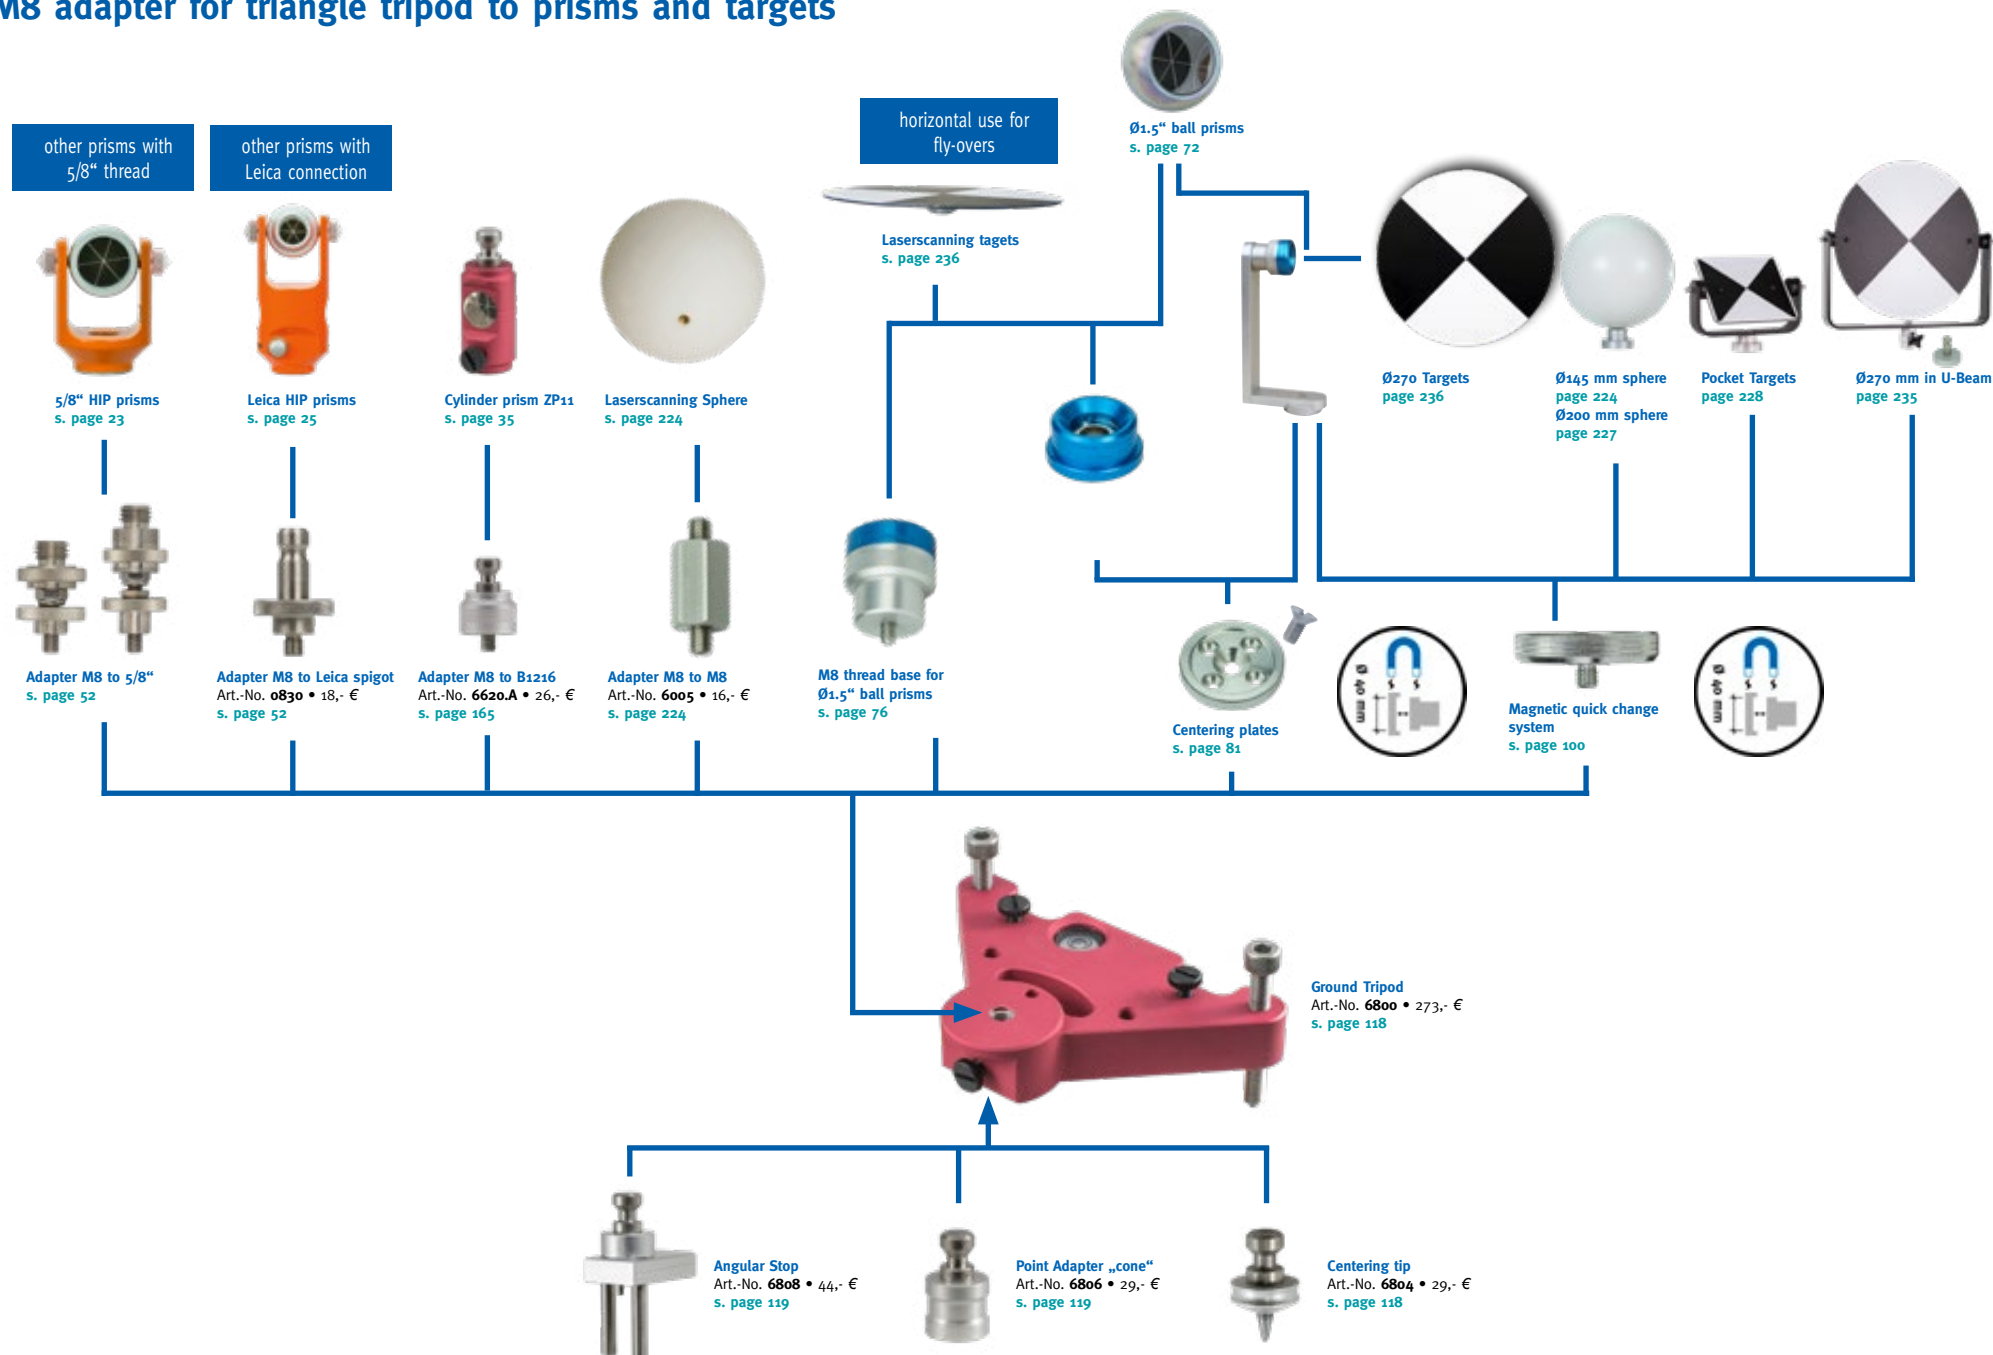 M8 adapter for triangle tripod to prisms and targets
other prisms with
5/8“ thread
other prisms with
Leica connection
horizontal use for
fly-overs
Ø1.5“ ball prisms
s. page 72
Laserscanning tagets
s. page 236
5/8“ HIP prisms
s. page 23
Leica HIP prisms
s. page 25
Cylinder prism ZP11
s. page 35
Laserscanning Sphere
s. page 224
Ø270 Targets
page 236
Ø145 mm sphere
page 224
Ø200 mm sphere
page 227
Pocket Targets
page 228
Ø270 mm in U-Beam
page 235
Adapter M8 to 5/8“
s. page 52
Adapter M8 to Leica spigot
Art.-No. 0830 • 18,- €
s. page 52
Adapter M8 to B1216
Art.-No. 6620.A • 26,- €
s. page 165
Adapter M8 to M8
Art.-No. 6005 • 16,- €
s. page 224
M8 thread base for
Ø1.5“ ball prisms
s. page 76
Centering plates
s. page 81
Ø 40 mm
Magnetic quick change
system
s. page 100
Ø 40 mm
Ground Tripod
Art.-No. 6800 • 273,- €
s. page 118
Angular Stop
Art.-No. 6808 • 44,- €
s. page 119
Point Adapter „cone“
Art.-No. 6806 • 29,- €
s. page 119
Centering tip
Art.-No. 6804 • 29,- €
s. page 118